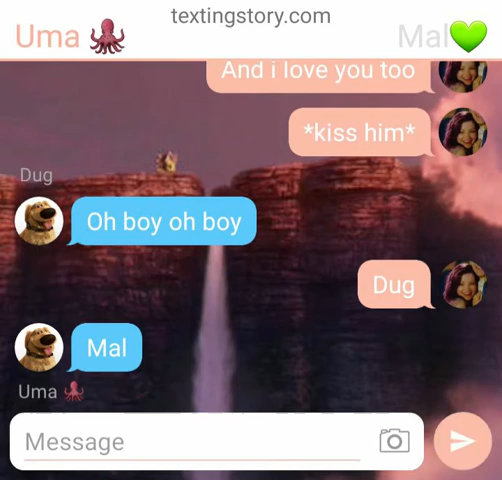 textingstory.com
Uma 🐙
Mal💚
And i love you too
*kiss him*
Dug
Oh boy oh boy
Dug
Mal
Uma 🐙
Message